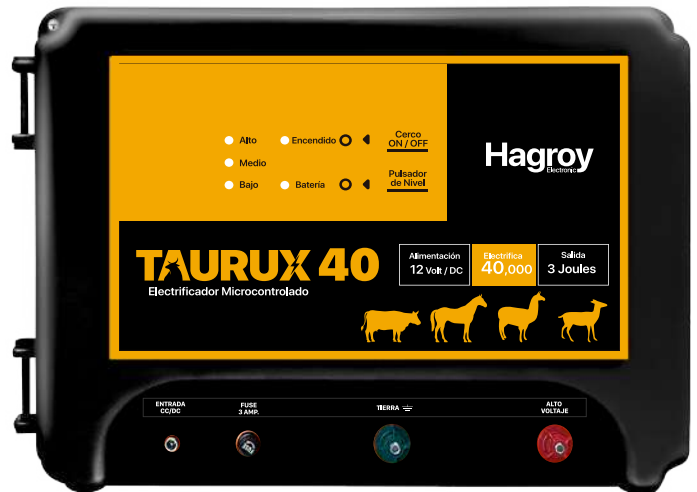 Alto
Encendido
Cerco
ON / OFF
Medio
Bajo
Batería
Pulsador
de Nivel
Hagroy
Electronic
TAURUX 40
Electrificador Microcontrolado
Alimentación
12 Volt / DC
Electrifica
40,000
Salida
3 Joules
ENTRADA
CC/DC
FUSE
3 AMP.
TIERRA
ALTO
VOLTAJE